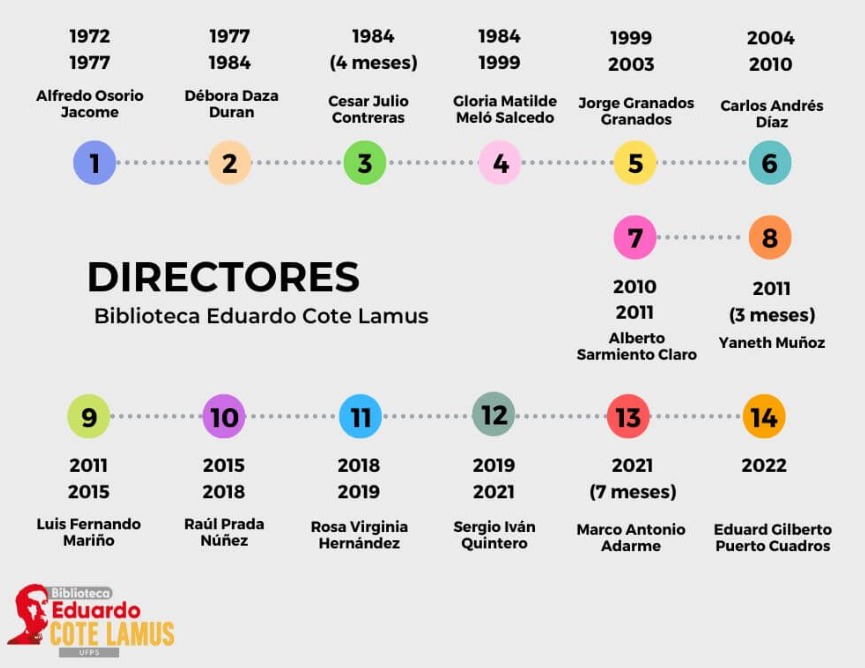 1972
1977
Alfredo Osorio
Jacome
1
1977
1984
Débora Daza
Duran
2
1984
(4 meses)
Cesar Julio
Contreras
3
1984
1999
Gloria Matilde
Meló Salcedo
4
1999
2003
Jorge Granados
Granados
5
2004
2010
Carlos Andrés
Díaz
6
7
2010
2011
Alberto
Sarmiento Claro
8
2011
(3 meses)
Yaneth Muñoz
DIRECTORES
Biblioteca Eduardo Cote Lamus
9
2011
2015
Luis Fernando
Mariño
10
2015
2018
Raúl Prada
Núñez
11
2018
2019
Rosa Virginia
Hernández
12
2019
2021
Sergio Iván
Quintero
13
2021
(7 meses)
Marco Antonio
Adarme
14
2022
Eduard Gilberto
Puerto Cuadros
Biblioteca
Eduardo
COTE LAMUS
UFPS